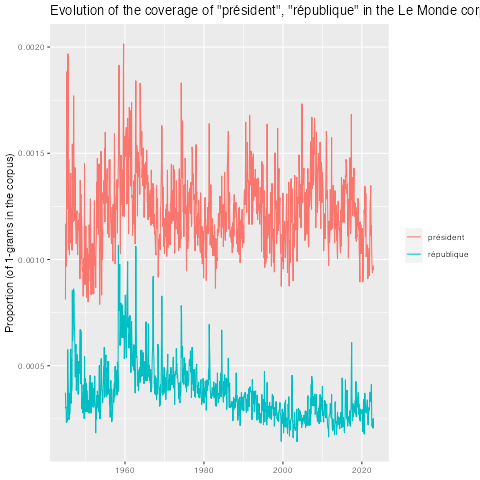 Evolution of the coverage of "président", "république" in the Le Monde cor
Proportion (of 1-grams in the corpus)
0.0020
0.0015
0.0010
0.0005
1960
1980
2000
2020
président
république